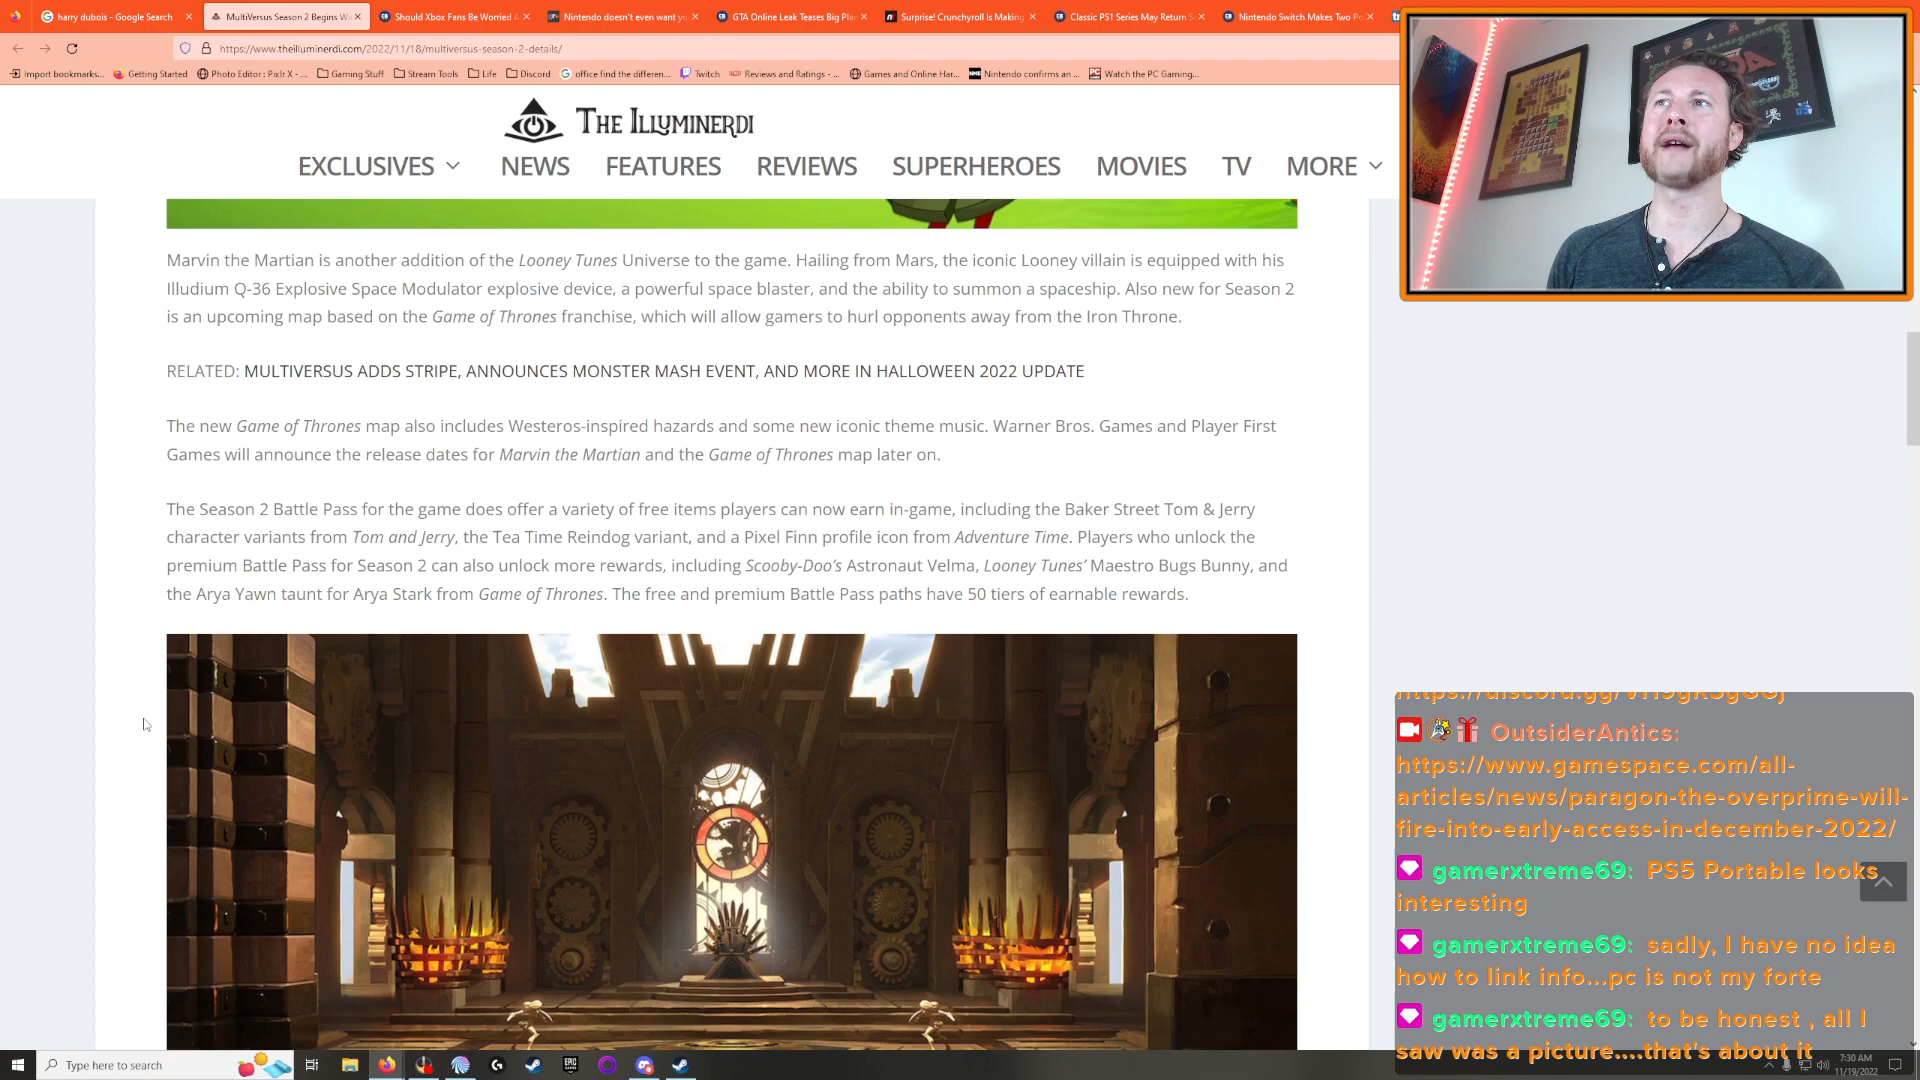 harry dubois - Google Search
MultiVersus Season 2 Begins Wi
Should Xbox Fans Be Worried A
Nintendo doesn't even want yo
GTA Online Leak Teases Big Pla
Surprise! Crunchyroll Is Making
Classic PS1 Series May Return S
Nintendo Switch Makes Two Po
https://www.theilluminerdi.com/2022/11/18/multiversus-season-2-details/
Import bookmarks...
Getting Started
Photo Editor : Pixlr X - ...
Gaming Stuff
Stream Tools
Life
Discord
office find the differen...
Twitch
Reviews and Ratings - ...
Games and Online Har...
Nintendo confirms an ...
Watch the PC Gaming...
THE ILLUMINERDI
EXCLUSIVES NEWS FEATURES REVIEWS SUPERHEROES MOVIES TV MORE
Marvin the Martian is another addition of the Looney Tunes Universe to the game. Hailing from Mars, the iconic Looney villain is equipped with his
Illudium Q-36 Explosive Space Modulator explosive device, a powerful space blaster, and the ability to summon a spaceship. Also new for Season 2
is an upcoming map based on the Game of Thrones franchise, which will allow gamers to hurl opponents away from the Iron Throne.
RELATED: MULTIVERSUS ADDS STRIPE, ANNOUNCES MONSTER MASH EVENT, AND MORE IN HALLOWEEN 2022 UPDATE
The new Game of Thrones map also includes Westeros-inspired hazards and some new iconic theme music. Warner Bros. Games and Player First
Games will announce the release dates for Marvin the Martian and the Game of Thrones map later on.
The Season 2 Battle Pass for the game does offer a variety of free items players can now earn in-game, including the Baker Street Tom & Jerry
character variants from Tom and Jerry, the Tea Time Reindog variant, and a Pixel Finn profile icon from Adventure Time. Players who unlock the
premium Battle Pass for Season 2 can also unlock more rewards, including Scooby-Doo's Astronaut Velma, Looney Tunes' Maestro Bugs Bunny, and
the Arya Yawn taunt for Arya Stark from Game of Thrones. The free and premium Battle Pass paths have 50 tiers of earnable rewards.
OutsiderAntics:
https://www.gamespace.com/all-
articles/news/paragon-the-overprime-will-
fire-into-early-access-in-december-2022/
gamerxtreme69: PS5 Portable looks
interesting
gamerxtreme69: sadly, I have no idea
how to link info...pc is not my forte
gamerxtreme69: to be honest , all I
saw was a picture....that's about it
Type here to search
7:30 AM
11/19/2022